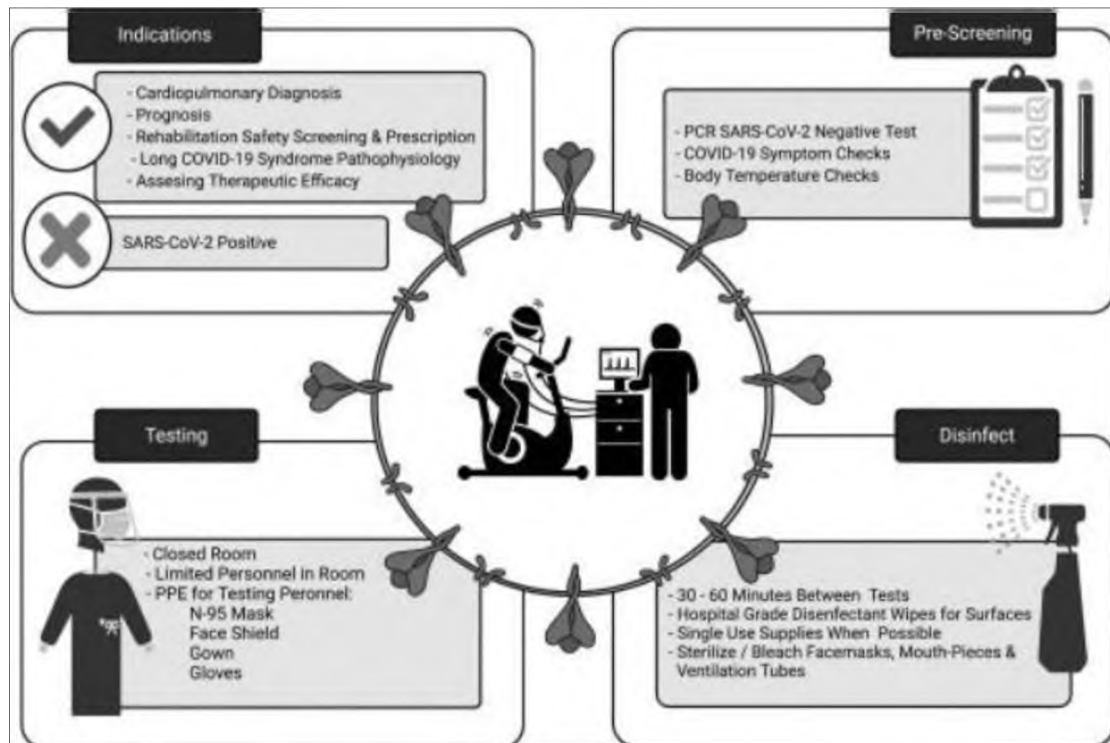 Indications
- Cardiopulmonary Diagnosis
- Prognosis
- Rehabilitation Safety Screening & Prescription
- Long COVID-19 Syndrome Pathophysiology
- Assesing Therapeutic Efficacy
SARS-CoV-2 Positive
Pre-Screening
- PCR SARS-CoV-2 Negative Test
- COVID-19 Symptom Checks
- Body Temperature Checks
Testing
- Closed Room
- Limited Personnel in Room
- PPE for Testing Peronnel:
N-95 Mask
Face Shield
Gown
Gloves
Disinfect
- 30 - 60 Minutes Between Tests
- Hospital Grade Disenfectant Wipes for Surfaces
- Single Use Supplies When Possible
- Sterilize / Bleach Facemasks, Mouth-Pieces &
Ventilation Tubes